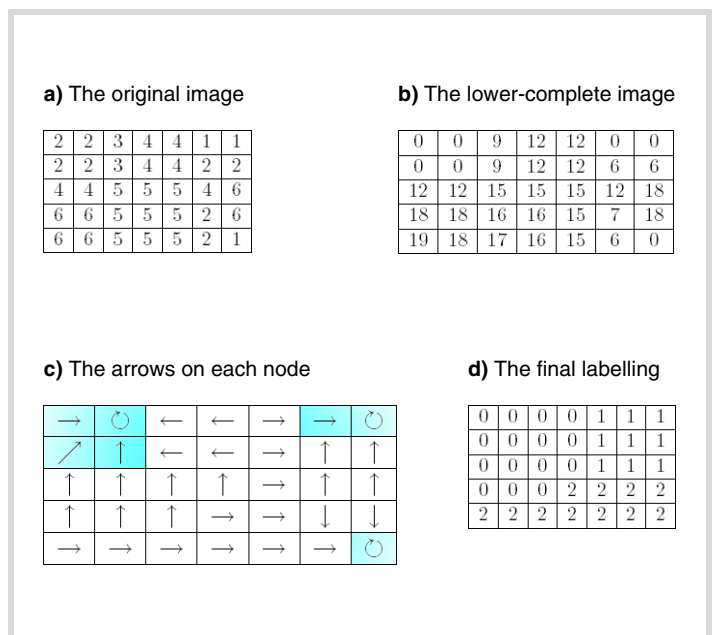 a) The original image
2 2 3 4 4 1 1
2 2 3 4 4 2 2
4 4 5 5 5 4 6
6 6 5 5 5 2 6
6 6 5 5 5 2 1
b) The lower-complete image
0 0 9 12 12 0 0
0 0 9 12 12 6 6
12 12 15 15 15 12 18
18 18 16 16 15 7 18
19 18 17 16 15 6 0
c) The arrows on each node
→ ↻ ← ← → → ↻
↗ ↑ ← ← → ↑ ↑
↑ ↑ ↑ ↑ → ↑ ↑
↑ ↑ ↑ → → ↓ ↓
→ → → → → → ↻
d) The final labelling
0 0 0 0 1 1 1
0 0 0 0 1 1 1
0 0 0 0 1 1 1
0 0 0 2 2 2 2
2 2 2 2 2 2 2